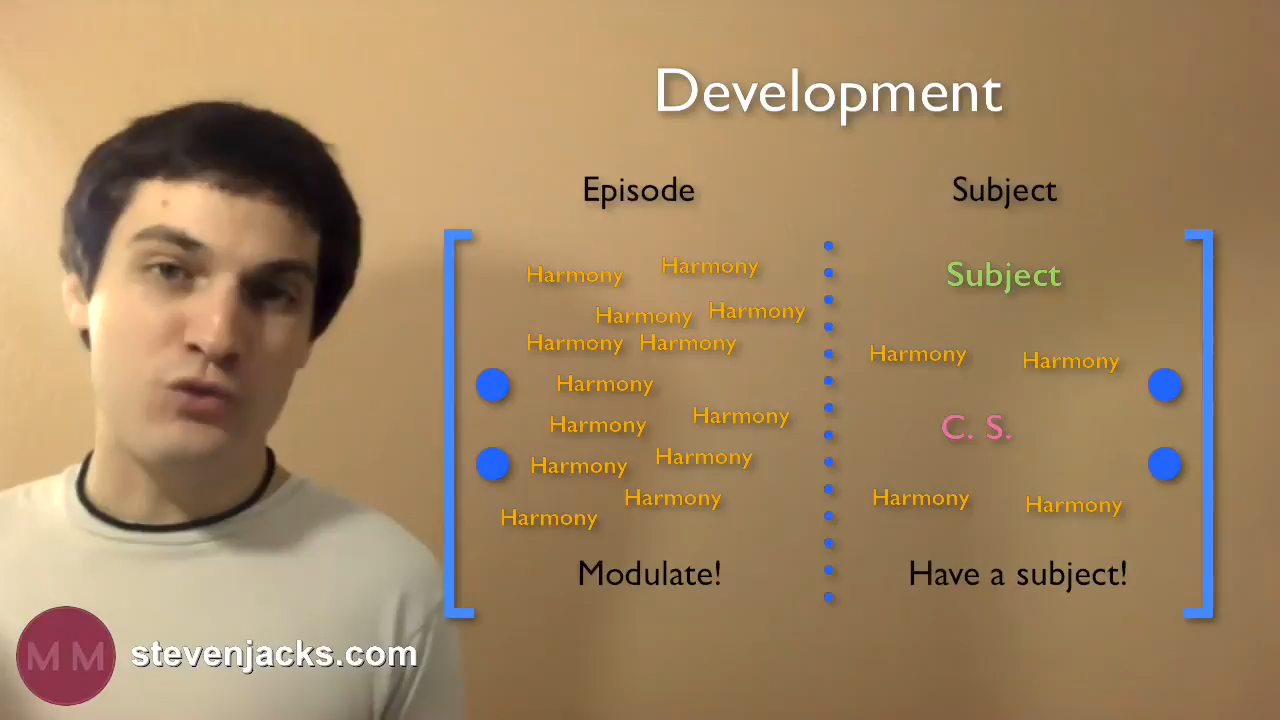 Development
Episode
Subject
Harmony Harmony
Harmony Harmony
Harmony Harmony
Harmony
Harmony Harmony
Harmony Harmony
Harmony
Harmony
Modulate!
Subject
Harmony Harmony
C. S.
Harmony Harmony
Have a subject!
MM
stevenjacks.com